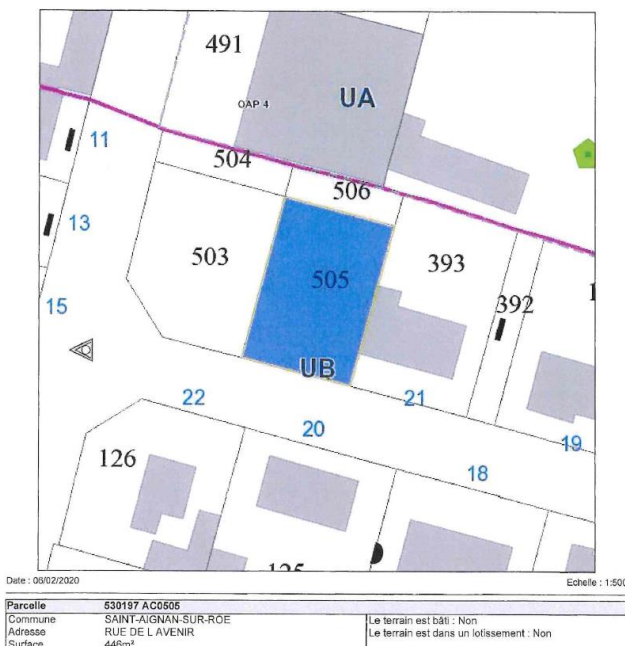 491
UA
OAP 4
11
504
506
13
503
505
393
392
15
UB
22
21
20
19
18
126
Date : 06/02/2020
Echelle : 1:500
Parcelle 530197 AC0505
Commune SAINT-AIGNAN-SUR-ROE Le terrain est bâti : Non
Adresse RUE DE L AVENIR Le terrain est dans un lotissement : Non
Surface 446m²